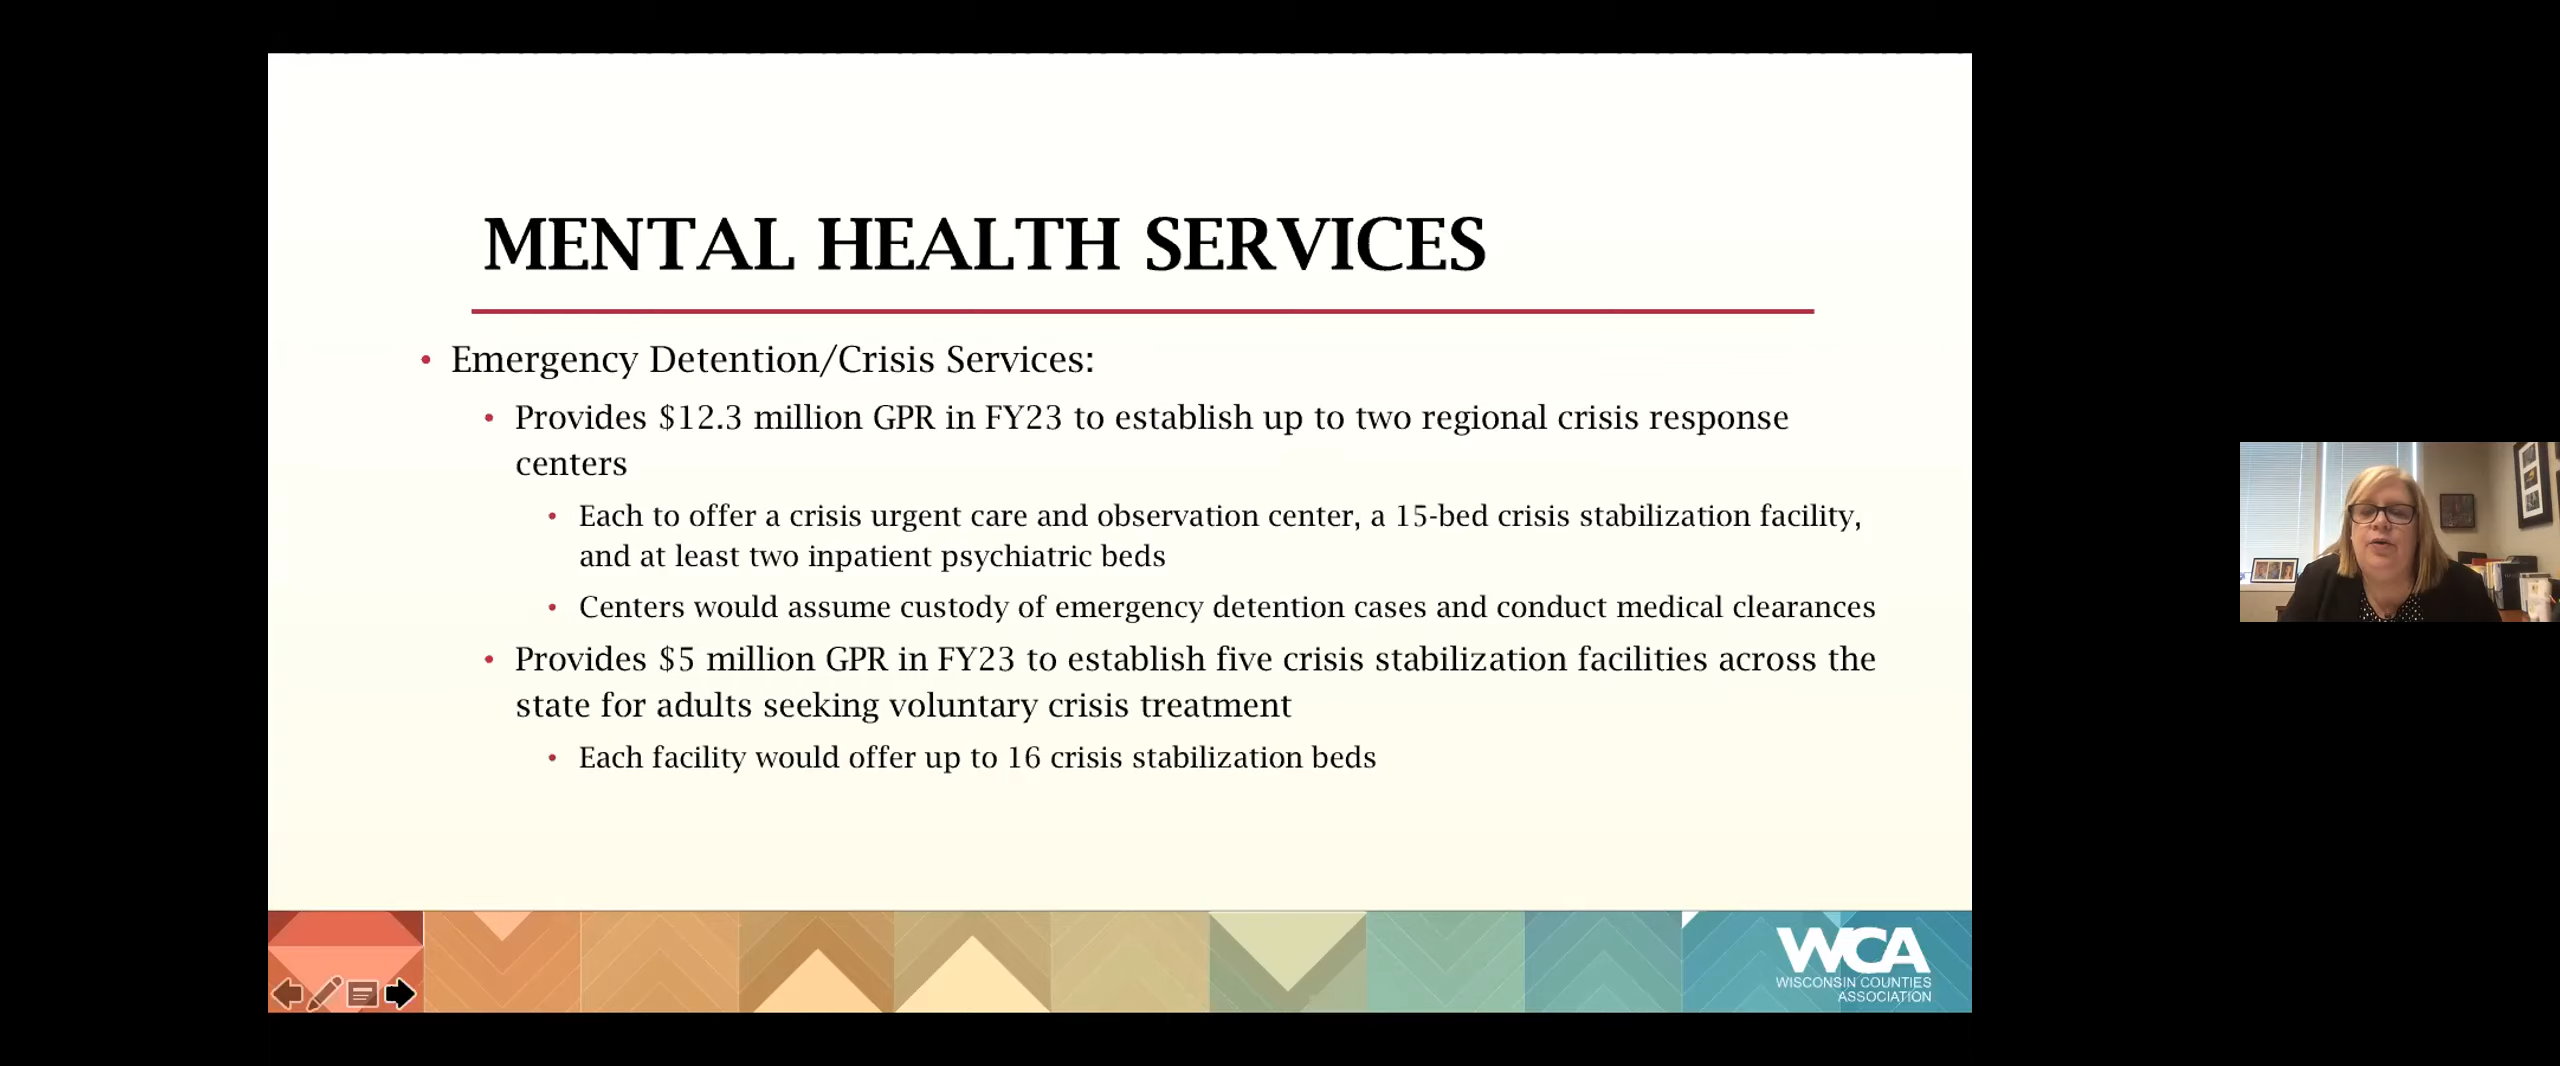 MENTAL HEALTH SERVICES
• Emergency Detention/Crisis Services:
• Provides $12.3 million GPR in FY23 to establish up to two regional crisis response
centers
• Each to offer a crisis urgent care and observation center, a 15-bed crisis stabilization facility,
and at least two inpatient psychiatric beds
• Centers would assume custody of emergency detention cases and conduct medical clearances
• Provides $5 million GPR in FY23 to establish five crisis stabilization facilities across the
state for adults seeking voluntary crisis treatment
• Each facility would offer up to 16 crisis stabilization beds
WCA
WISCONSIN COUNTIES
ASSOCIATION